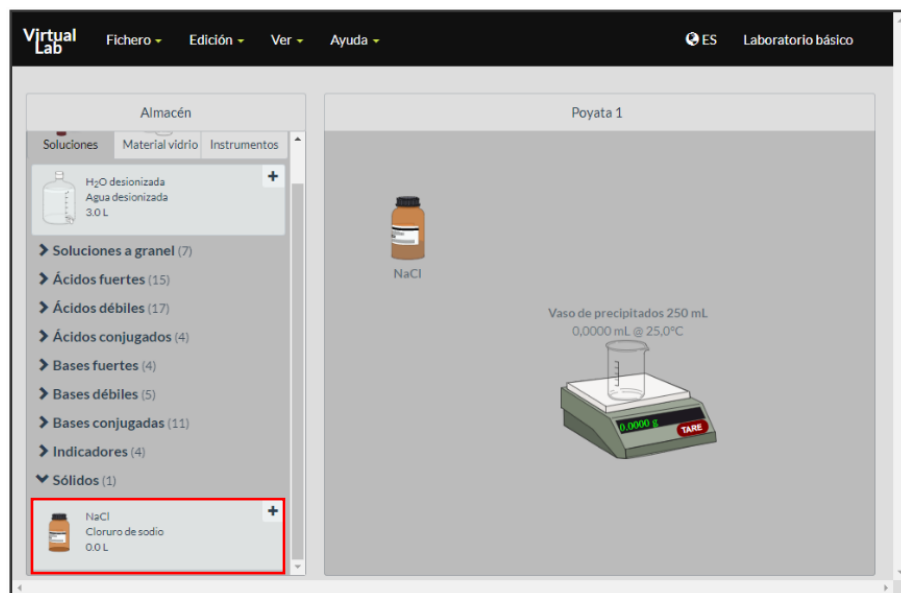 Virtual Lab Fichero Edición Ver Ayuda ES Laboratorio básico
Almacén
Soluciones Material vidrio Instrumentos
H₂O desionizada
Agua desionizada
3.0 L
Soluciones a granel (7)
Ácidos fuertes (15)
Ácidos débiles (17)
Ácidos conjugados (4)
Bases fuertes (4)
Bases débiles (5)
Bases conjugadas (11)
Indicadores (4)
Sólidos (1)
NaCl
Cloruro de sodio
0.0 L
Poyata 1
NaCl
Vaso de precipitados 250 mL
0,0000 mL @ 25,0°C
0.0000 g TARE